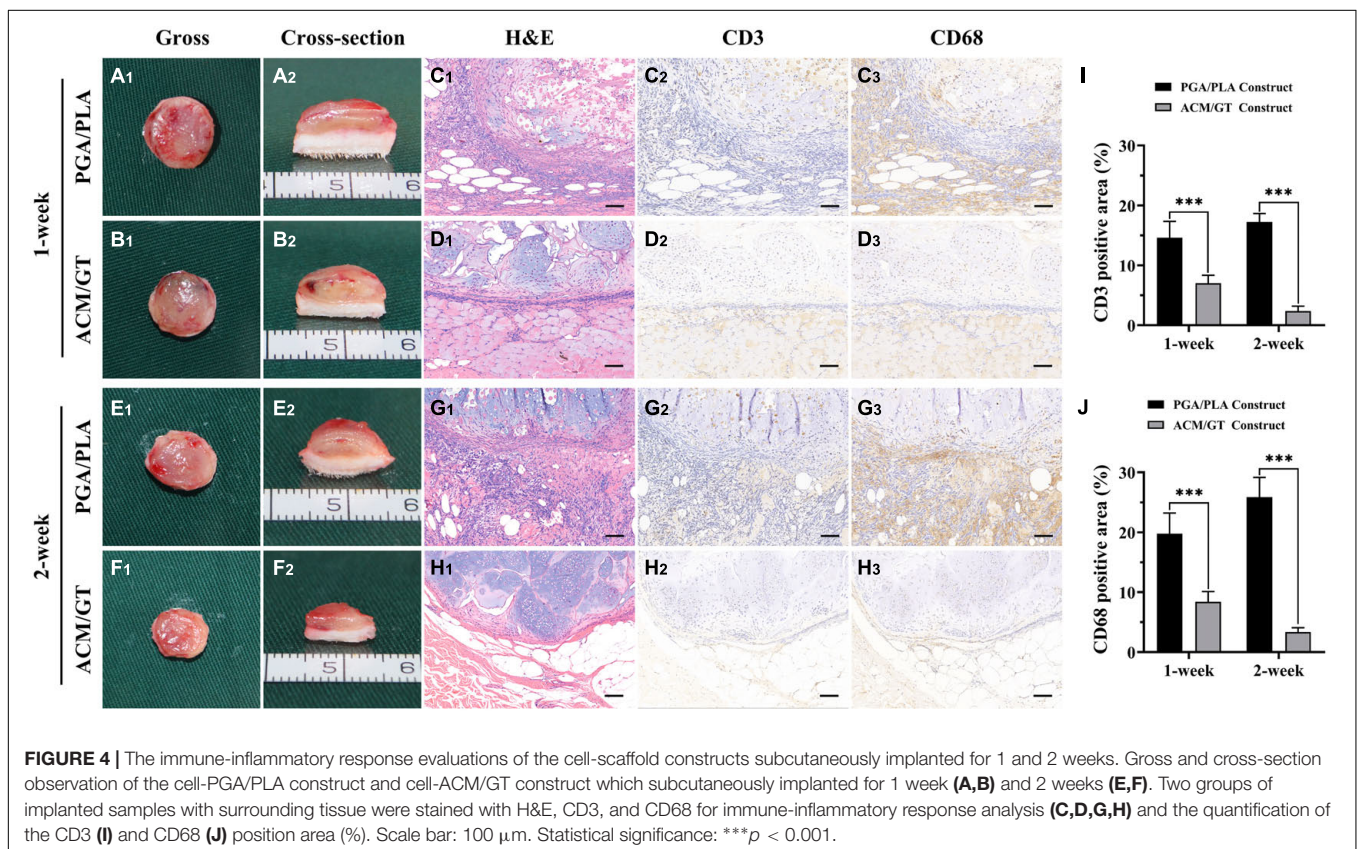 Gross Cross-section H&E CD3 CD68
1-week
2-week
PGA/PLA
ACM/GT
PGA/PLA
ACM/GT
A1 A2 C1 C2 C3
5 6
B1 B2 D1 D2 D3
5 6
E1 E2 G1 G2 G3
5 6
F1 F2 H1 H2 H3
5 6
I
PGA/PLA Construct
ACM/GT Construct
CD3 positive area (%)
30
20
10
0
*** ***
1-week 2-week
J
PGA/PLA Construct
ACM/GT Construct
CD68 positive area (%)
30
20
10
0
*** ***
1-week 2-week
FIGURE 4 | The immune-inflammatory response evaluations of the cell-scaffold constructs subcutaneously implanted for 1 and 2 weeks. Gross and cross-section
observation of the cell-PGA/PLA construct and cell-ACM/GT construct which subcutaneously implanted for 1 week (A,B) and 2 weeks (E,F). Two groups of
implanted samples with surrounding tissue were stained with H&E, CD3, and CD68 for immune-inflammatory response analysis (C,D,G,H) and the quantification of
the CD3 (I) and CD68 (J) position area (%). Scale bar: 100 μm. Statistical significance: ***p < 0.001.